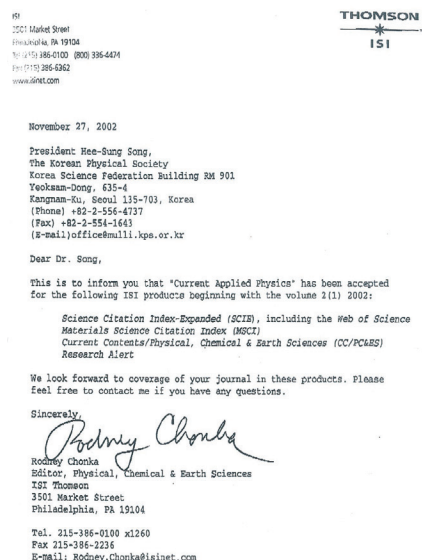 ISI
3501 Market Street
Philadelphia, PA 19104
Tel (215) 386-0100 (800) 336-4474
Fax (215) 386-6362
www.isinet.com
THOMSON
ISI
November 27, 2002
President Hee-Sung Song,
The Korean Physical Society
Korea Science Federation Building RM 901
Yeoksam-Dong, 635-4
Kangnam-Ku, Seoul 135-703, Korea
(Phone) +82-2-556-4737
(Fax) +82-2-554-1643
(E-mail)office@mulli.kps.or.kr
Dear Dr. Song,
This is to inform you that "Current Applied Physics" has been accepted
for the following ISI products beginning with the volume 2(1) 2002:
Science Citation Index-Expanded (SCIE), including the Web of Science
Materials Science Citation Index (MSCI)
Current Contents/Physical, Chemical & Earth Sciences (CC/PC&ES)
Research Alert
We look forward to coverage of your journal in these products. Please
feel free to contact me if you have any questions.
Sincerely,
Rodney Chonka
Rodney Chonka
Editor, Physical, Chemical & Earth Sciences
ISI Thomson
3501 Market Street
Philadelphia, PA 19104
Tel. 215-386-0100 x1260
Fax 215-386-2236
E-mail: Rodney.Chonka@isinet.com